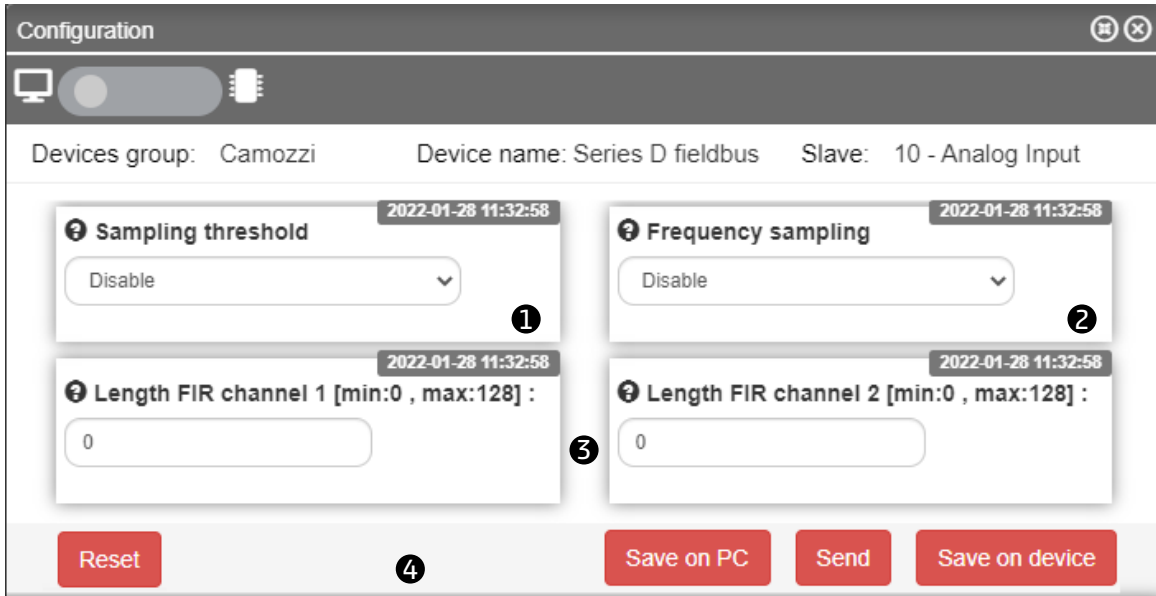 Configuration
Devices group: Camozzi Device name: Series D fieldbus Slave: 10 - Analog Input
2022-01-28 11:32:58
Sampling threshold
Disable
❶
2022-01-28 11:32:58
Frequency sampling
Disable
❷
2022-01-28 11:32:58
Length FIR channel 1 [min:0 , max:128] :
0
❸
2022-01-28 11:32:58
Length FIR channel 2 [min:0 , max:128] :
0
Reset ❹ Save on PC Send Save on device